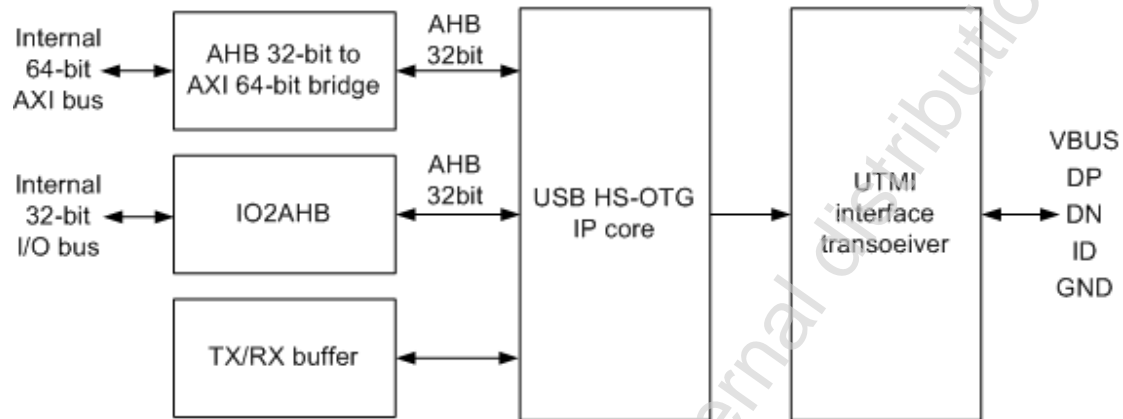 Internal
64-bit
AXI bus
AHB 32-bit to
AXI 64-bit bridge
AHB
32bit
Internal
32-bit
I/O bus
IO2AHB
AHB
32bit
TX/RX buffer
USB HS-OTG
IP core
UTMI
interface
transoeiver
VBUS
DP
DN
ID
GND
ernal distributio